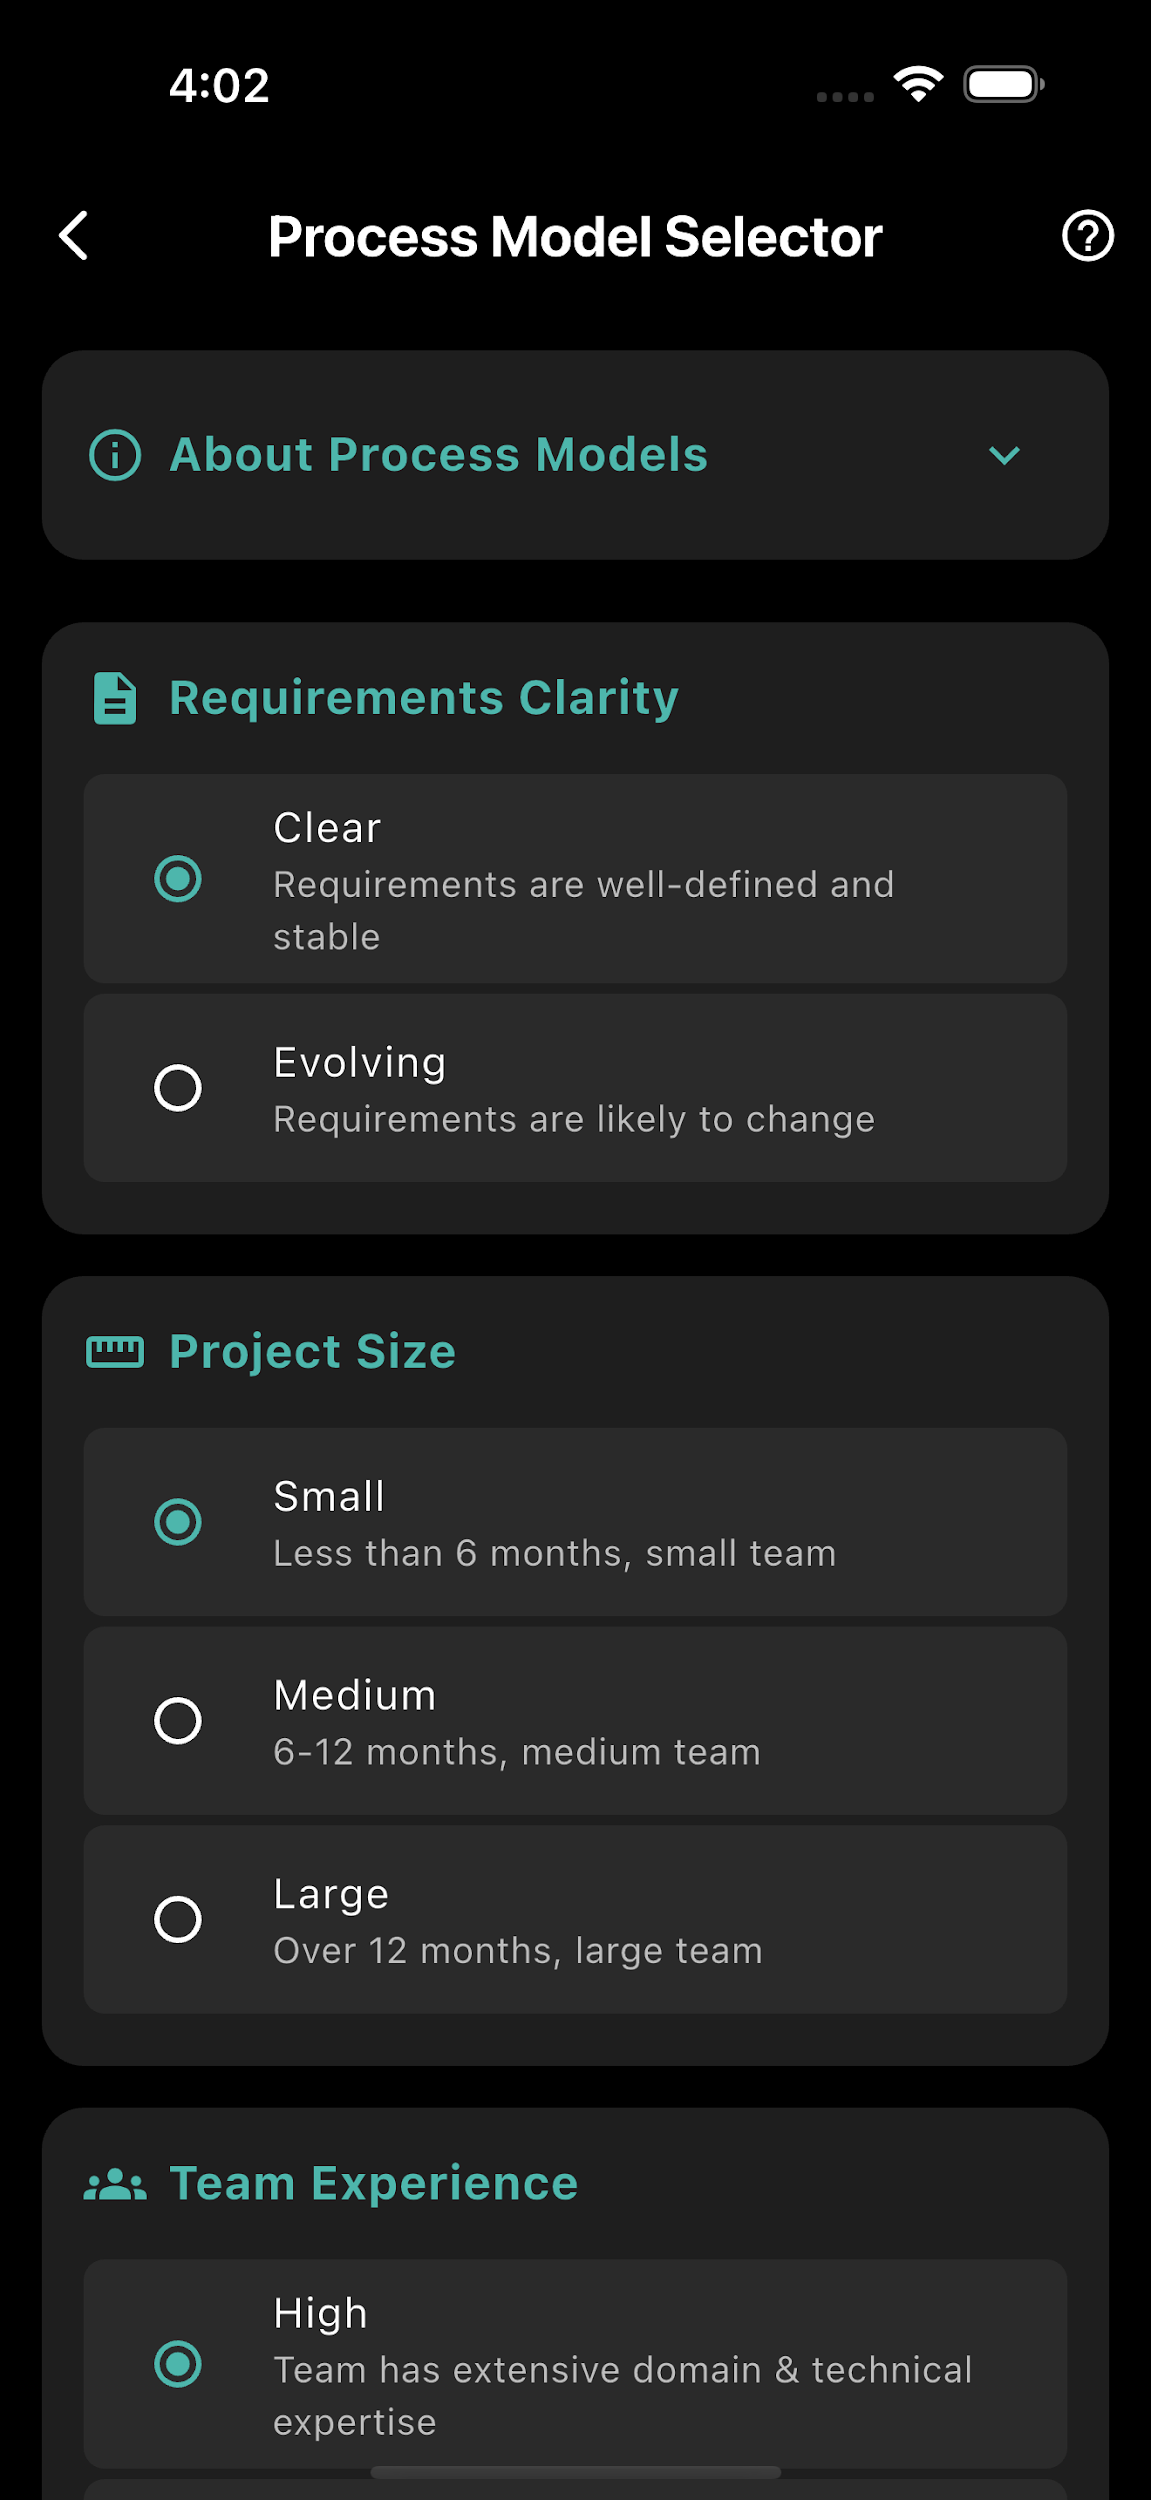 4:02
Process Model Selector
About Process Models
Requirements Clarity
Clear
Requirements are well-defined and
stable
Evolving
Requirements are likely to change
Project Size
Small
Less than 6 months, small team
Medium
6-12 months, medium team
Large
Over 12 months, large team
Team Experience
High
Team has extensive domain & technical
expertise